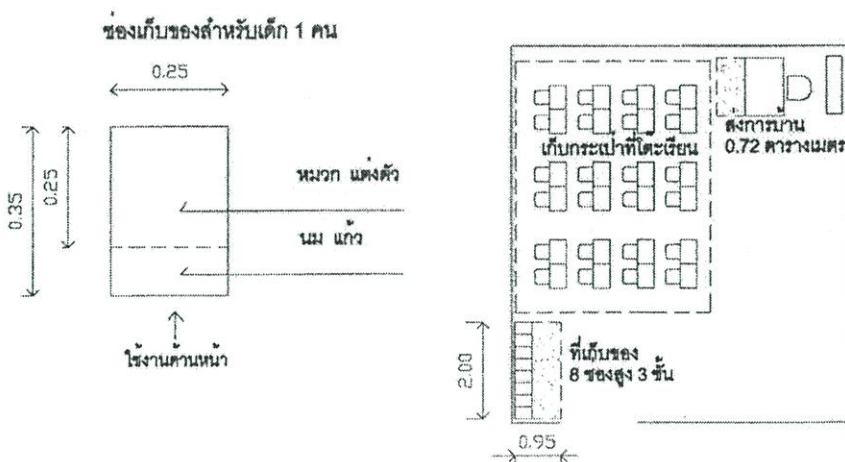 ช่องเก็บของสำหรับเด็ก 1 คน
0.25
0.35
0.25
หมวก แต่งตัว
นม แก้ว
ใช้งานด้านหน้า
ส่งการบ้าน
0.72 ตารางเมตร
เก็บกระเป๋าที่โต๊ะเรียน
2.00
ที่เก็บของ
8 ช่องสูง 3 ชั้น
0.95